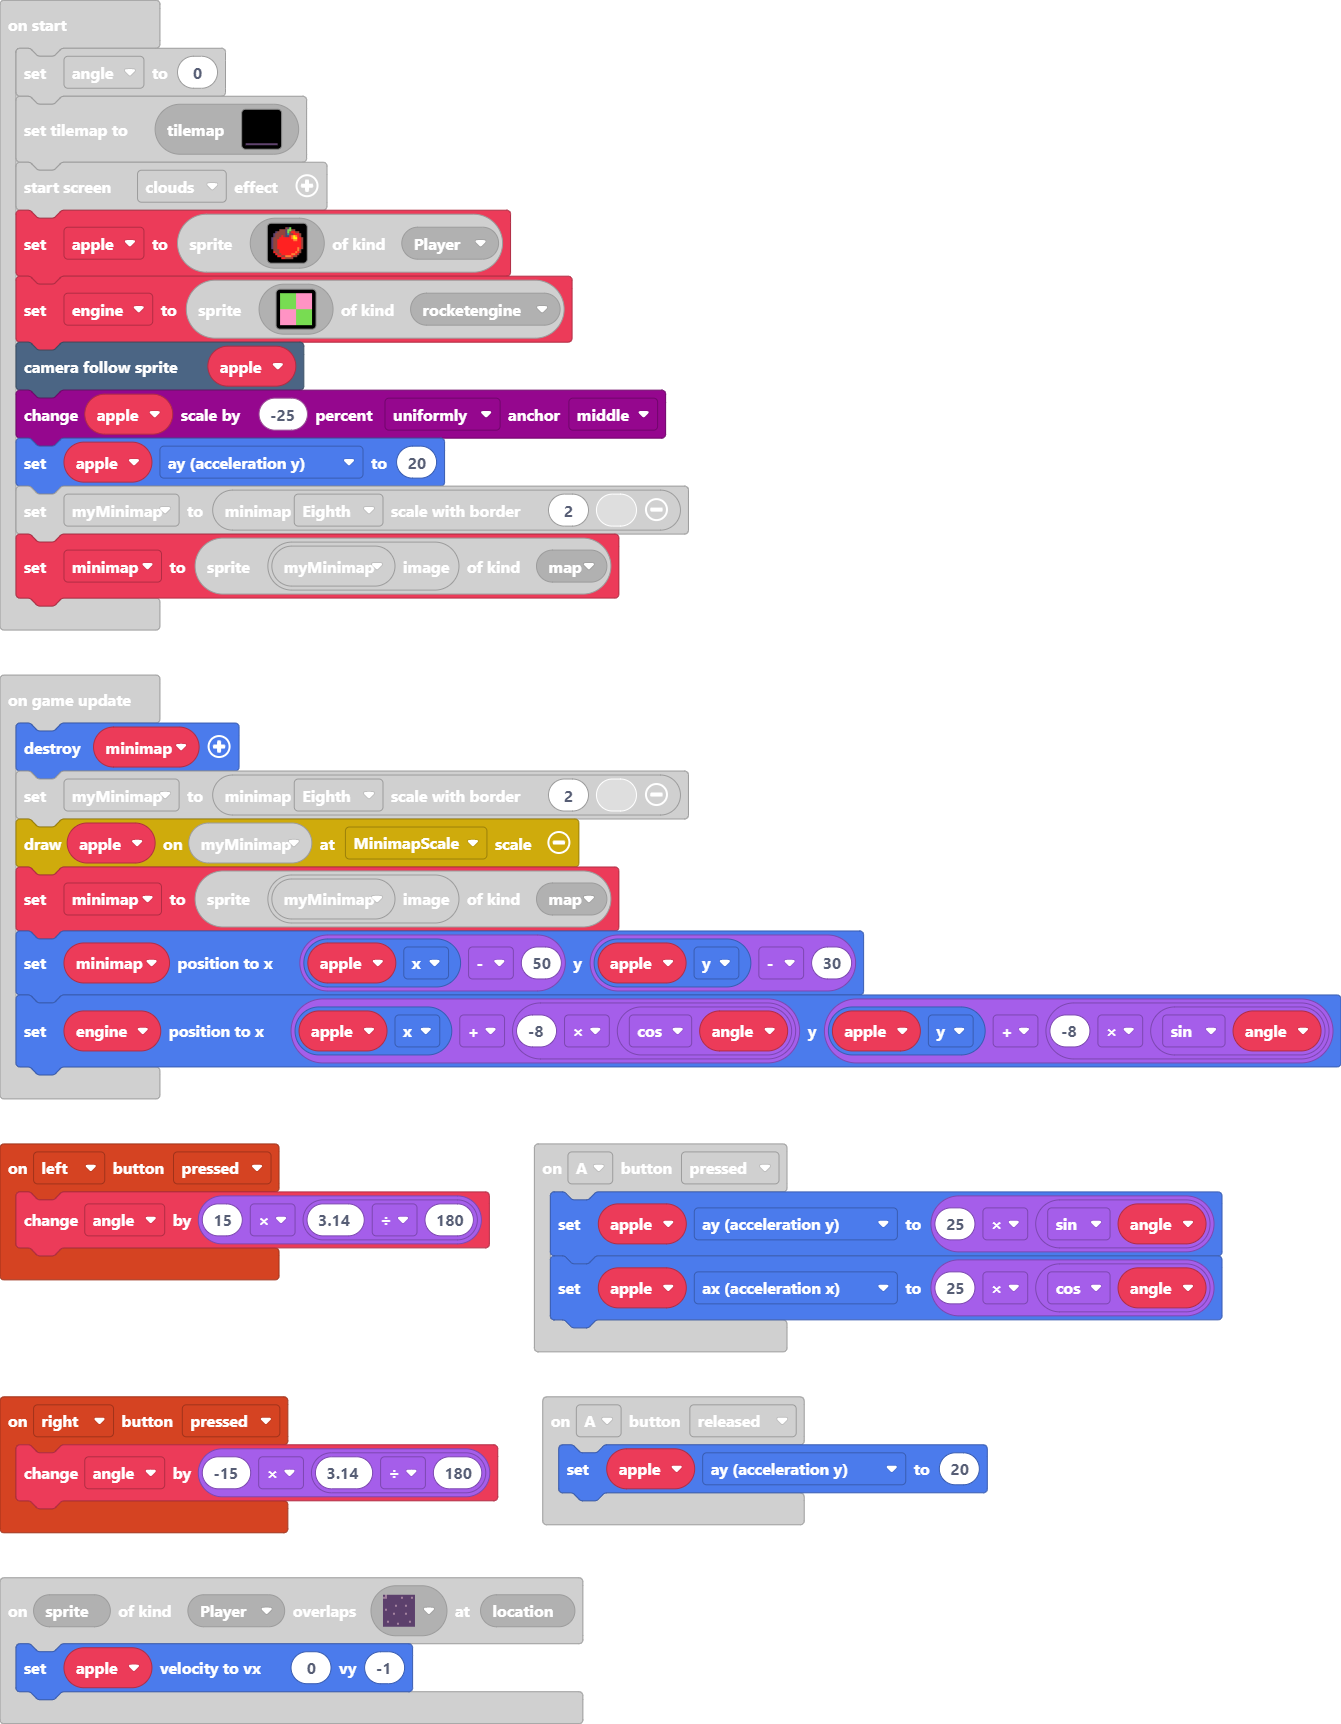 on start
set angle to 0
set tilemap to tilemap
start screen clouds effect
set apple to sprite of kind Player
set engine to sprite of kind rocketengine
camera follow sprite apple
change apple scale by -25 percent uniformly anchor middle
set apple ay (acceleration y) to 20
set myMinimap to minimap Eighth scale with border 2
set minimap to sprite myMinimap image of kind map
on game update
destroy minimap
set myMinimap to minimap Eighth scale with border 2
draw apple on myMinimap at MinimapScale scale
set minimap to sprite myMinimap image of kind map
set minimap position to x apple x - 50 y apple y - 30
set engine position to x apple x + -8 × cos angle y apple y + -8 × sin angle
on left button pressed
change angle by 15 × 3.14 ÷ 180
on A button pressed
set apple ay (acceleration y) to 25 × sin angle
set apple ax (acceleration x) to 25 × cos angle
on right button pressed
change angle by -15 × 3.14 ÷ 180
on A button released
set apple ay (acceleration y) to 20
on sprite of kind Player overlaps at location
set apple velocity to vx 0 vy -1